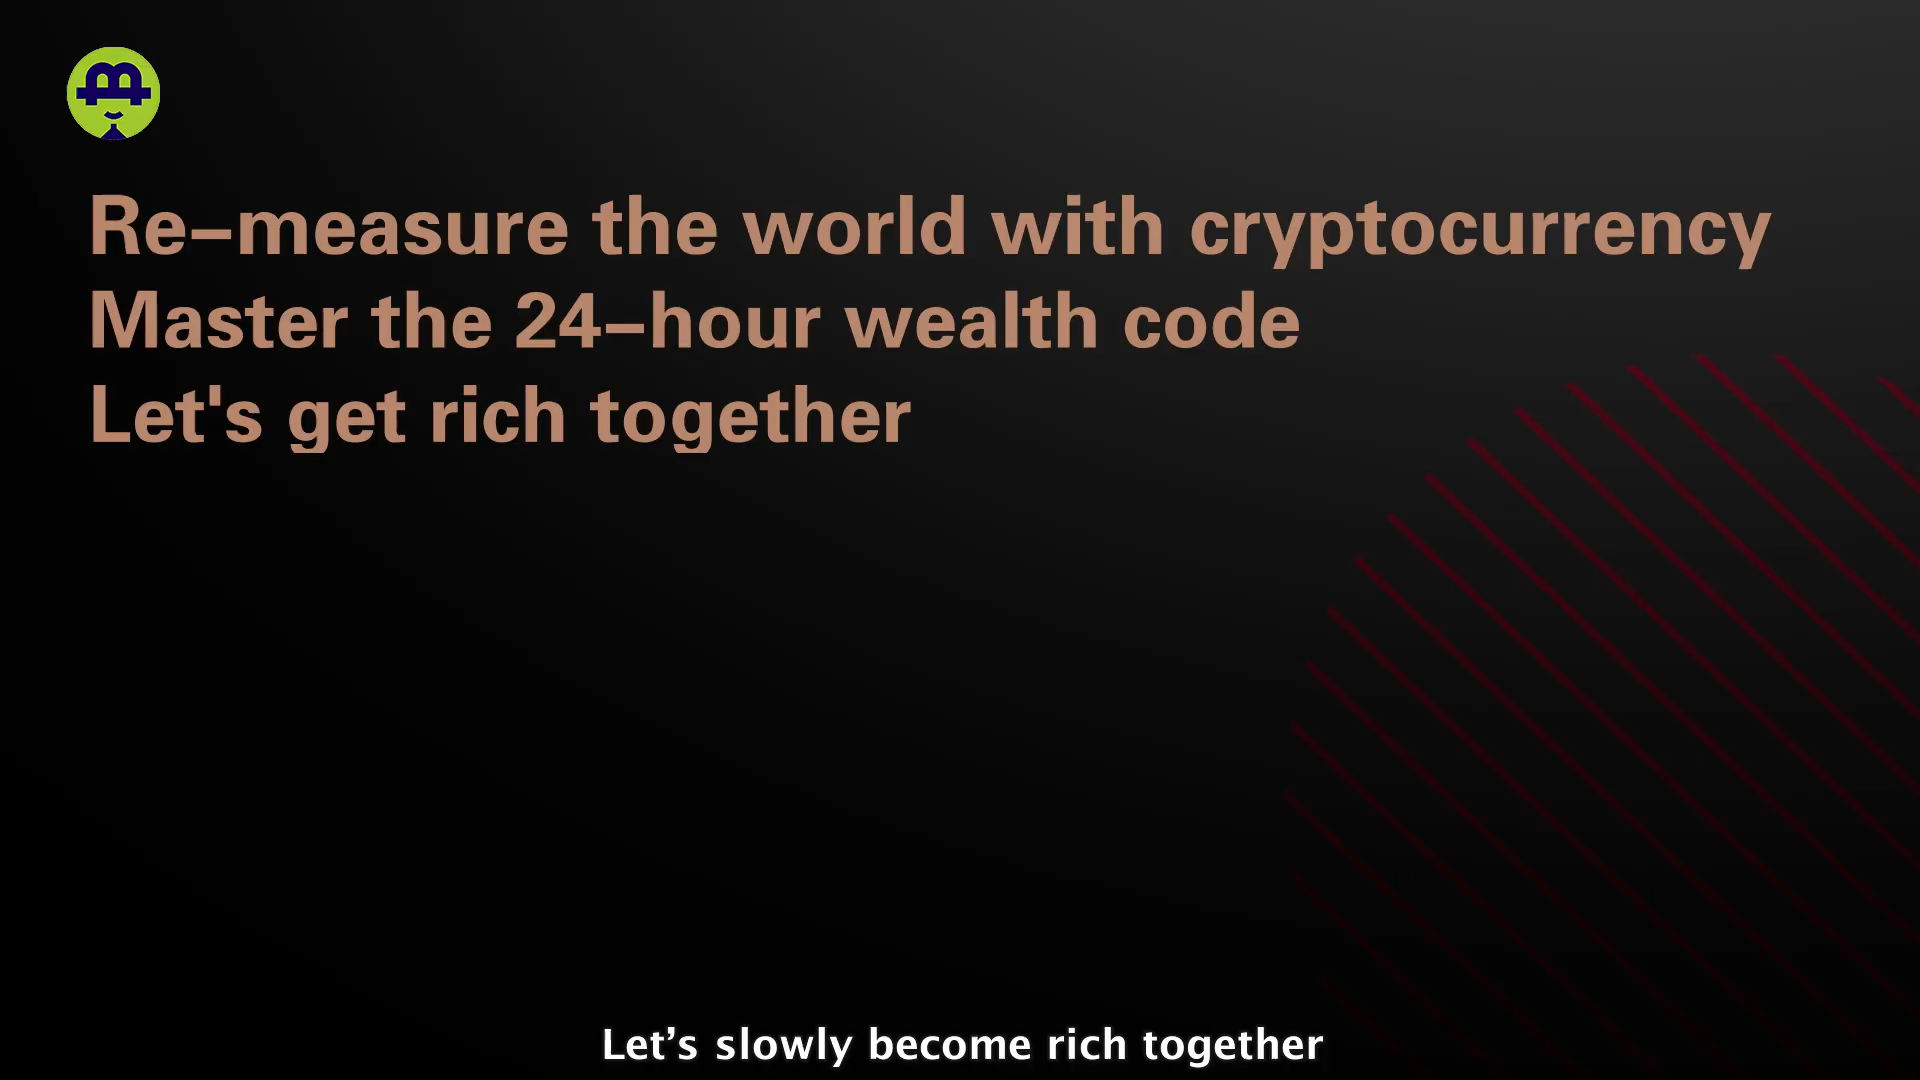 Re–measure the world with cryptocurrency
Master the 24–hour wealth code
Let's get rich together
Let’s slowly become rich together